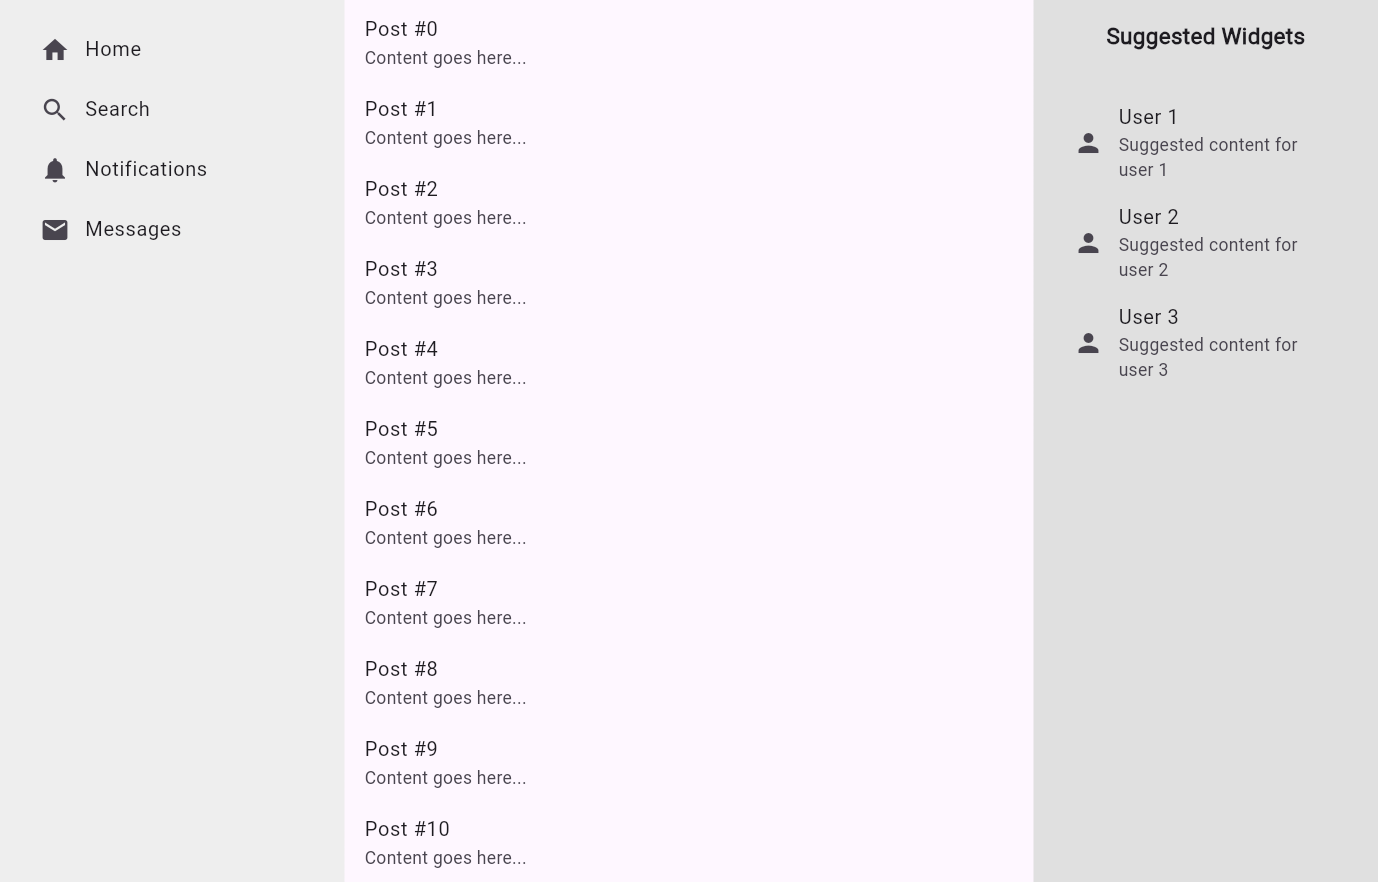 Home
Search
Notifications
Messages
Post #0
Content goes here...
Post #1
Content goes here...
Post #2
Content goes here...
Post #3
Content goes here...
Post #4
Content goes here...
Post #5
Content goes here...
Post #6
Content goes here...
Post #7
Content goes here...
Post #8
Content goes here...
Post #9
Content goes here...
Post #10
Content goes here...
Suggested Widgets
User 1
Suggested content for
user 1
User 2
Suggested content for
user 2
User 3
Suggested content for
user 3